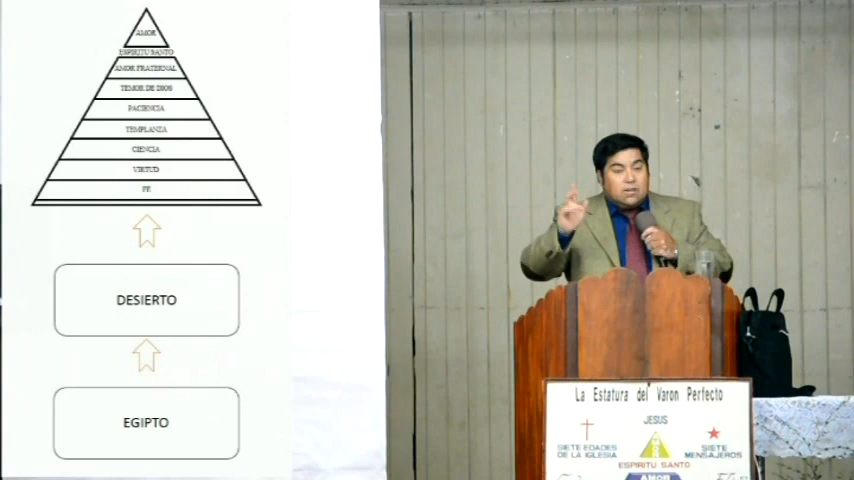 AMOR
ESPIRITU SANTO
AMOR FRATERNAL
TEMOR DE DIOS
PACIENCIA
TEMPLANZA
CIENCIA
VIRTUD
FE
DESIERTO
EGIPTO
La Estatura del Varon Perfecto
JESUS
SIETE EDADES
DE LA IGLESIA
SIETE
MENSAJEROS
ESPIRITU SANTO
AMOR